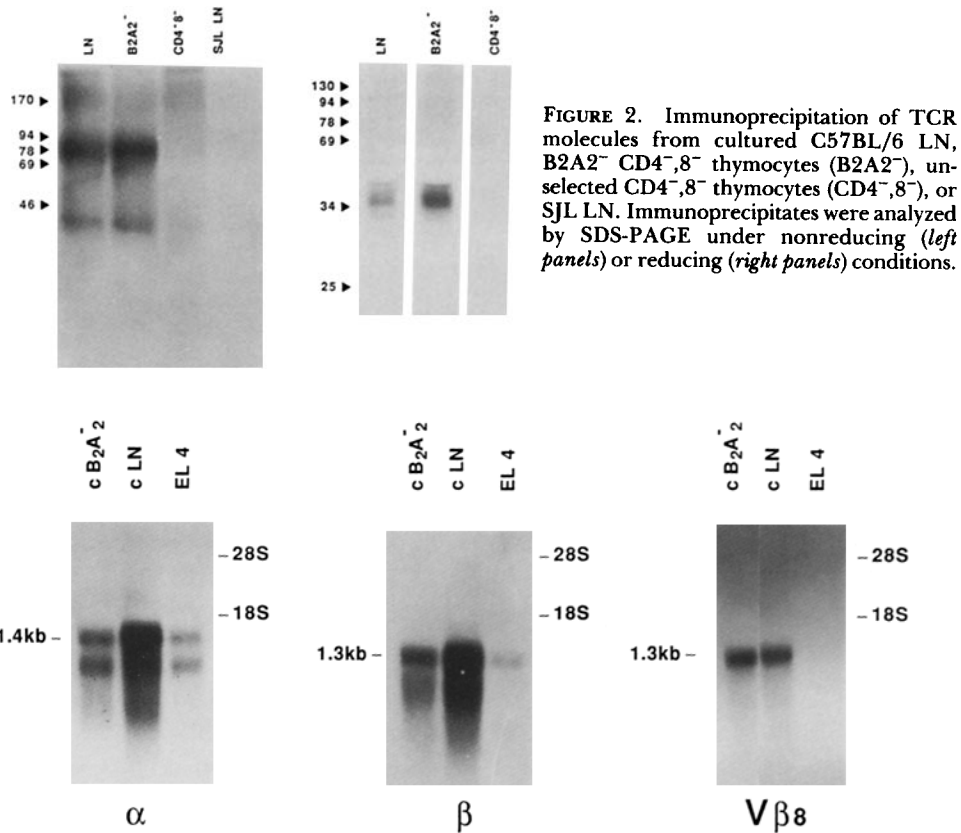 LN
B2A2⁻
CD4⁻8⁻
SJL LN
170 ▶
94 ▶
78 ▶
69 ▶
46 ▶
LN
B2A2⁻
CD4⁻8⁻
130 ▶
94 ▶
78 ▶
69 ▶
34 ▶
25 ▶
FIGURE 2. Immunoprecipitation of TCR
molecules from cultured C57BL/6 LN,
B2A2⁻ CD4⁻,8⁻ thymocytes (B2A2⁻), un-
selected CD4⁻,8⁻ thymocytes (CD4⁻,8⁻), or
SJL LN. Immunoprecipitates were analyzed
by SDS-PAGE under nonreducing (left
panels) or reducing (right panels) conditions.
c B₂A₂⁻
c LN
EL 4
– 28S
– 18S
1.4kb –
α
c B₂A₂⁻
c LN
EL 4
– 28S
– 18S
1.3kb –
β
c B₂A₂⁻
c LN
EL 4
– 28S
– 18S
1.3kb –
Vβ8